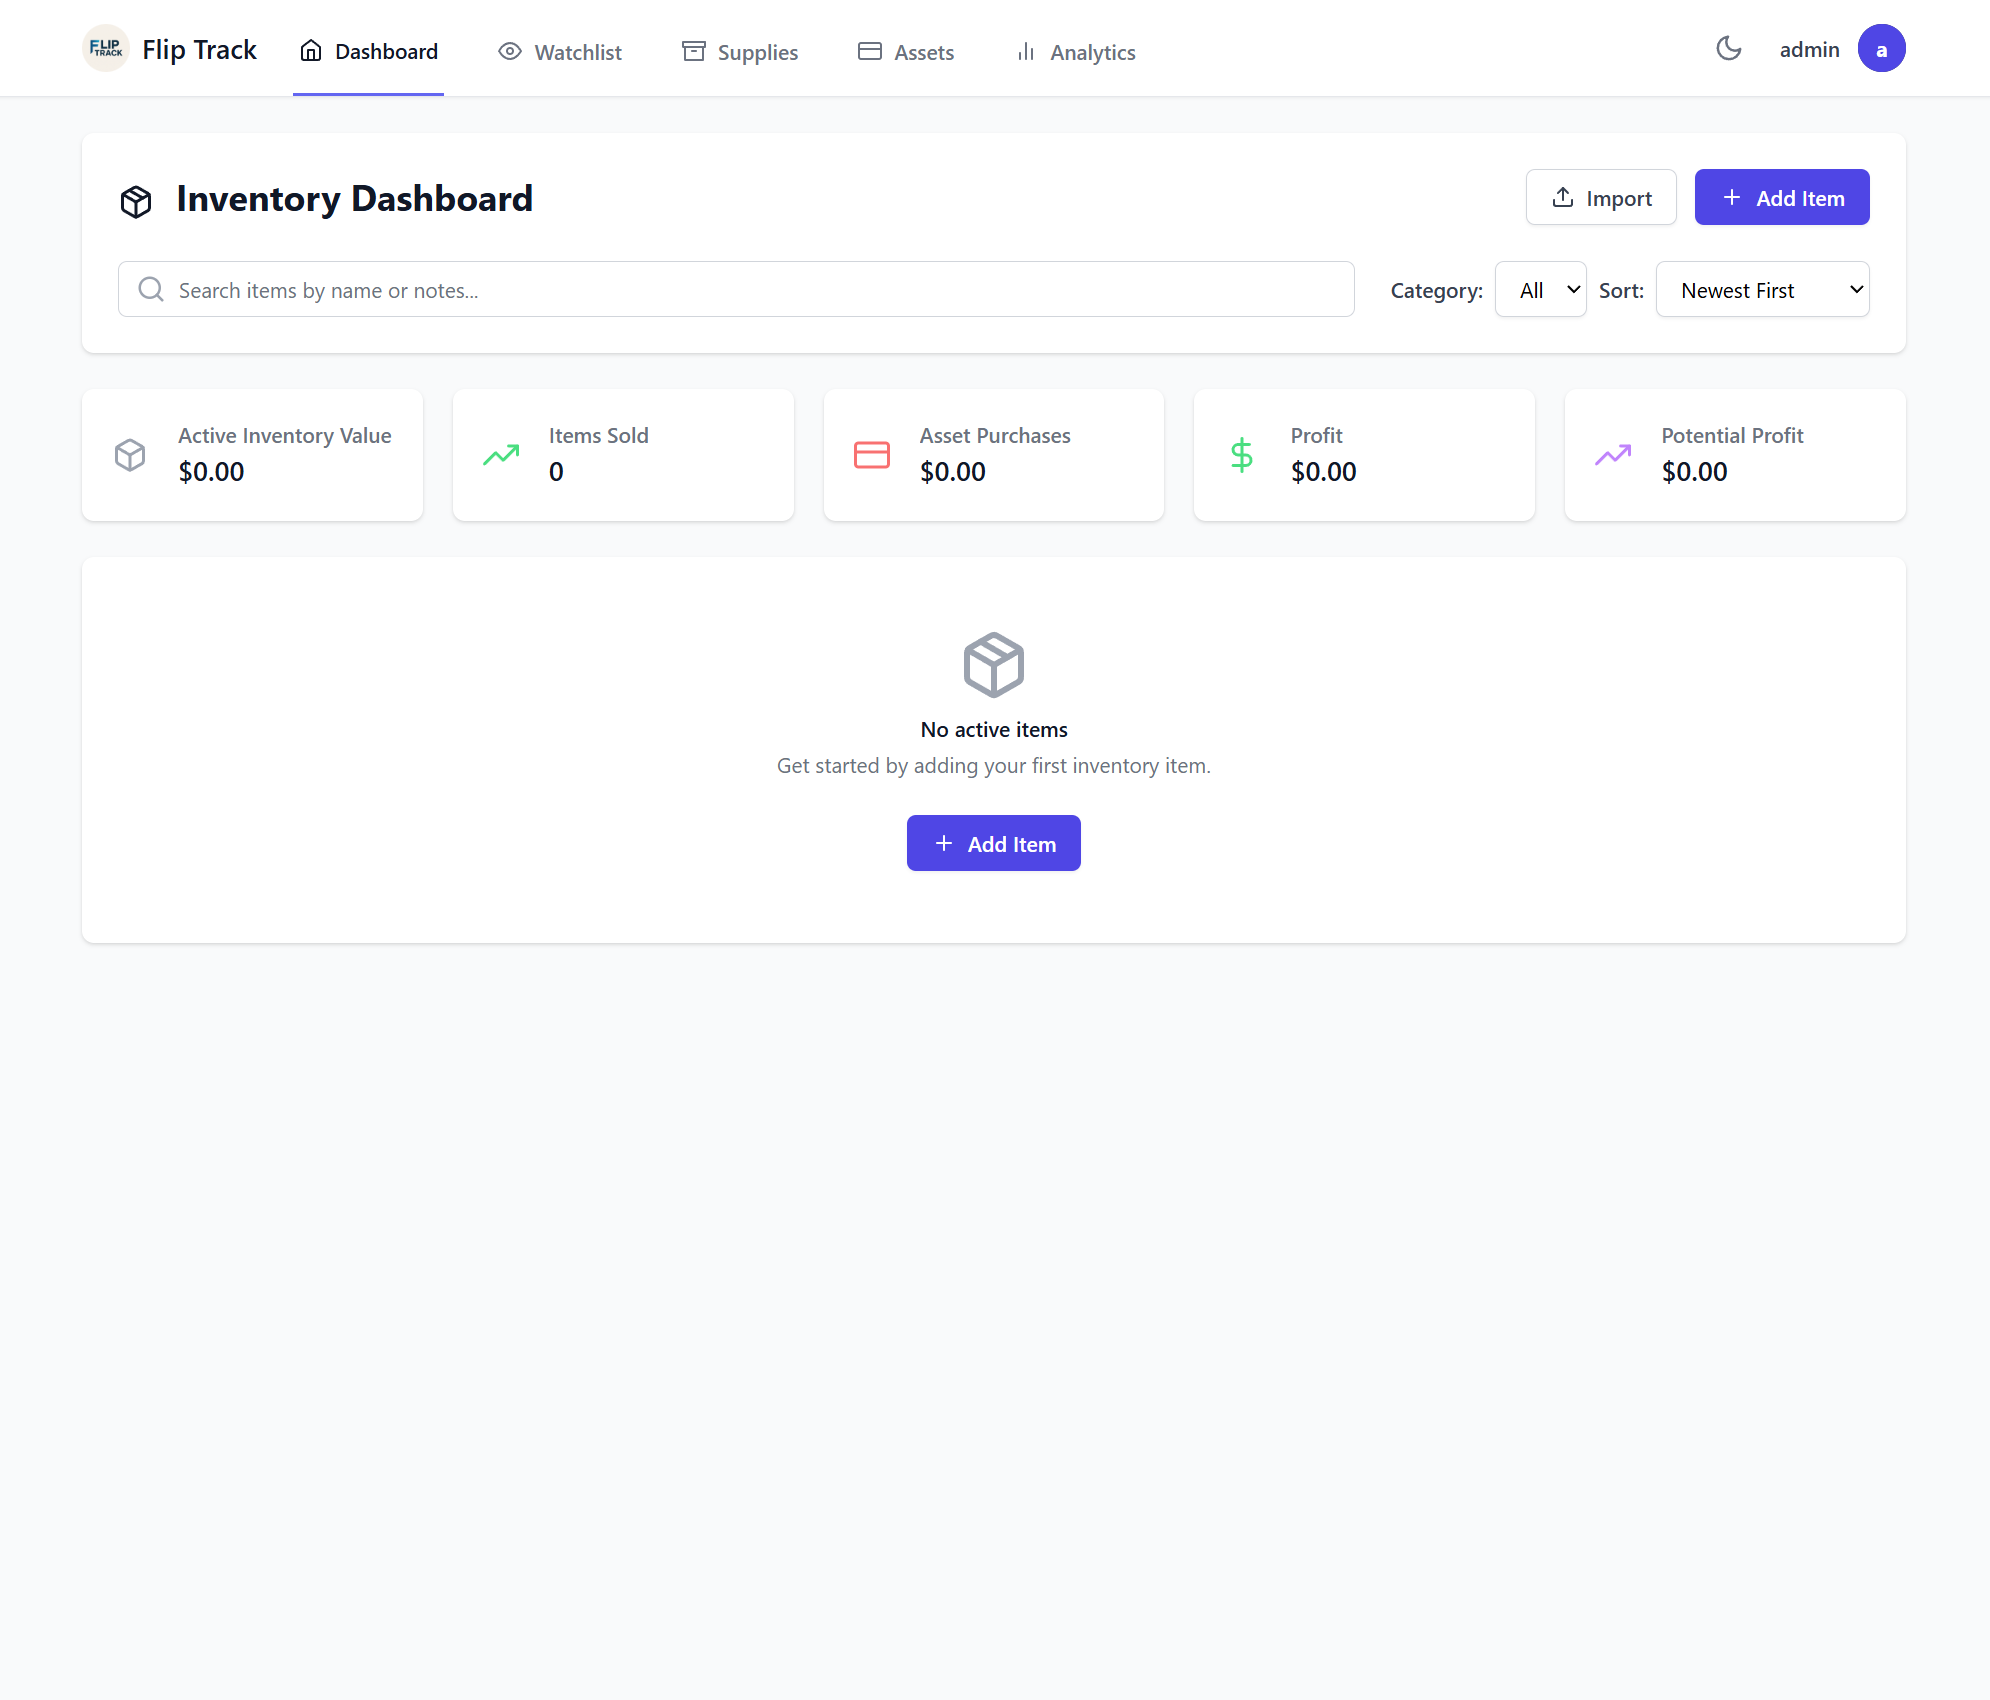 FLIP
TRACK
Flip Track
Dashboard
Watchlist
Supplies
Assets
Analytics
admin
a
Inventory Dashboard
Import
Add Item
Search items by name or notes...
Category:
All
Sort:
Newest First
Active Inventory Value
$0.00
Items Sold
0
Asset Purchases
$0.00
Profit
$0.00
Potential Profit
$0.00
No active items
Get started by adding your first inventory item.
Add Item